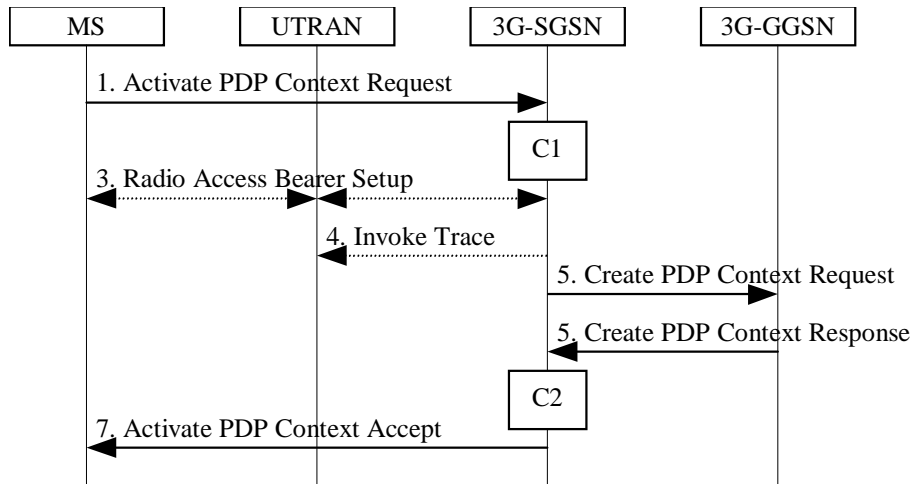 MS
UTRAN
3G-SGSN
3G-GGSN
1. Activate PDP Context Request
C1
3. Radio Access Bearer Setup
4. Invoke Trace
5. Create PDP Context Request
5. Create PDP Context Response
C2
7. Activate PDP Context Accept